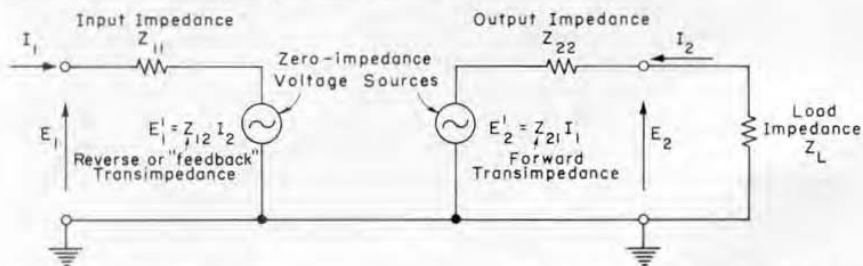 Input Impedance
Z11
I1
Zero-impedance
Voltage Sources
Output Impedance
Z22
I2
E1
E'1 = Z12 I2
Reverse or "feedback"
Transimpedance
E'2 = Z21 I1
Forward
Transimpedance
E2
Load
Impedance
ZL